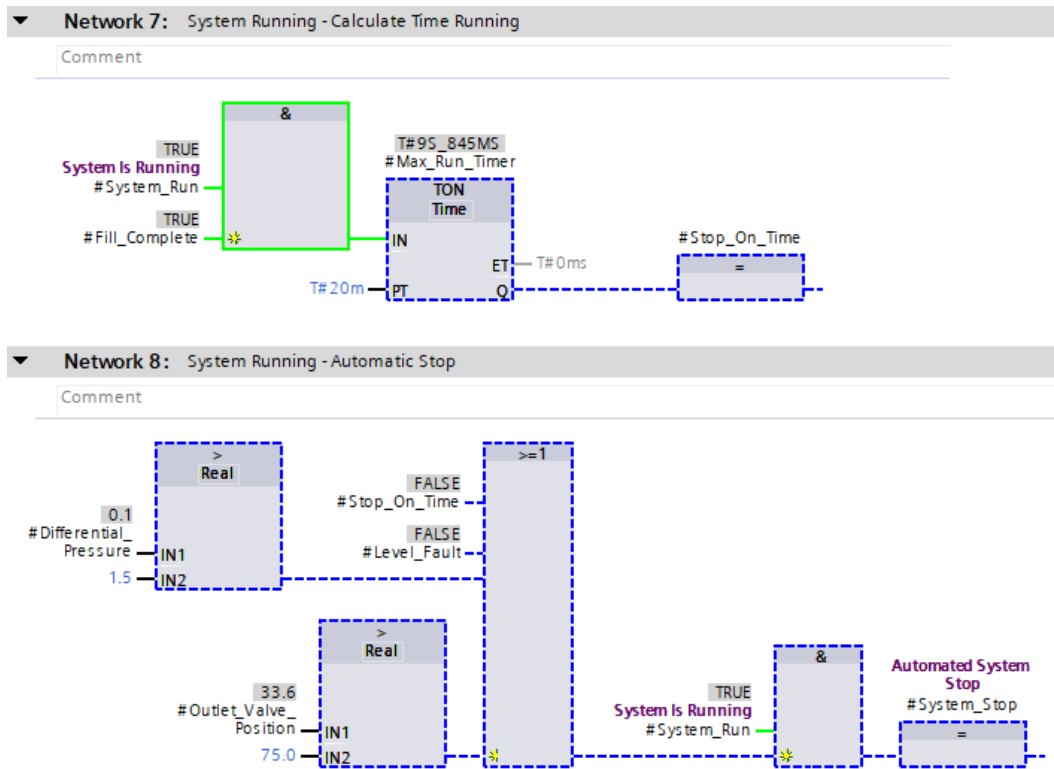 Network 7: System Running - Calculate Time Running
Comment
&
TRUE
System Is Running
#System_Run
TRUE
#Fill_Complete
T#9S_845MS
#Max_Run_Timer
TON
Time
IN
ET
T#0ms
T#20m
PT
Q
#Stop_On_Time
=
Network 8: System Running - Automatic Stop
Comment
>
Real
0.1
#Differential_
Pressure
IN1
1.5
IN2
>=1
FALSE
#Stop_On_Time
FALSE
#Level_Fault
>
Real
33.6
#Outlet_Valve_
Position
IN1
75.0
IN2
TRUE
System Is Running
#System_Run
&
Automated System
Stop
#System_Stop
=